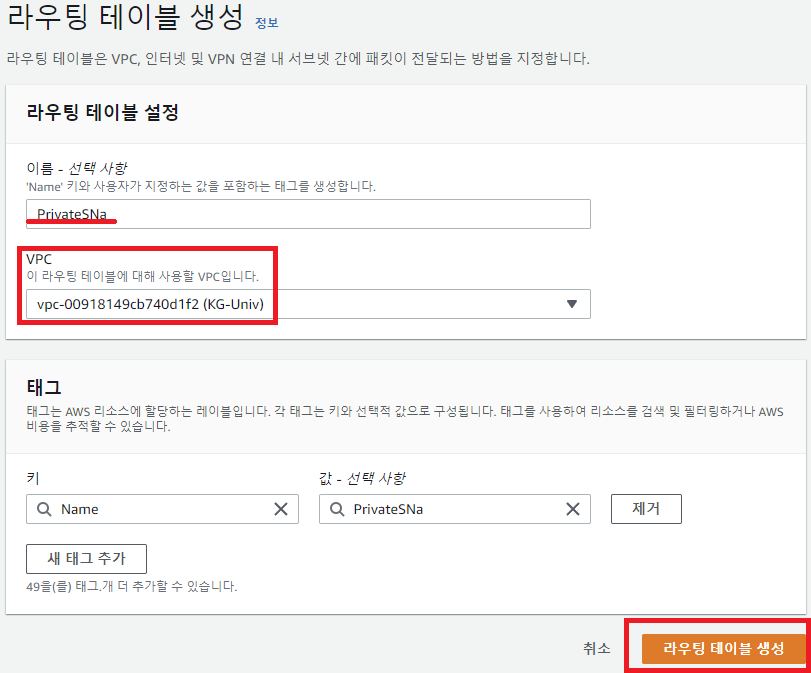 라우팅 테이블 생성 정보
라우팅 테이블은 VPC, 인터넷 및 VPN 연결 내 서브넷 간에 패킷이 전달되는 방법을 지정합니다.
라우팅 테이블 설정
이름 - 선택 사항
'Name' 키와 사용자가 지정하는 값을 포함하는 태그를 생성합니다.
PrivateSNa
VPC
이 라우팅 테이블에 대해 사용할 VPC입니다.
vpc-00918149cb740d1f2 (KG-Univ)
태그
태그는 AWS 리소스에 할당하는 레이블입니다. 각 태그는 키와 선택적 값으로 구성됩니다. 태그를 사용하여 리소스를 검색 및 필터링하거나 AWS
비용을 추적할 수 있습니다.
키 값 - 선택 사항
Name PrivateSNa 제거
새 태그 추가
49을(를) 태그.개 더 추가할 수 있습니다.
취소 라우팅 테이블 생성